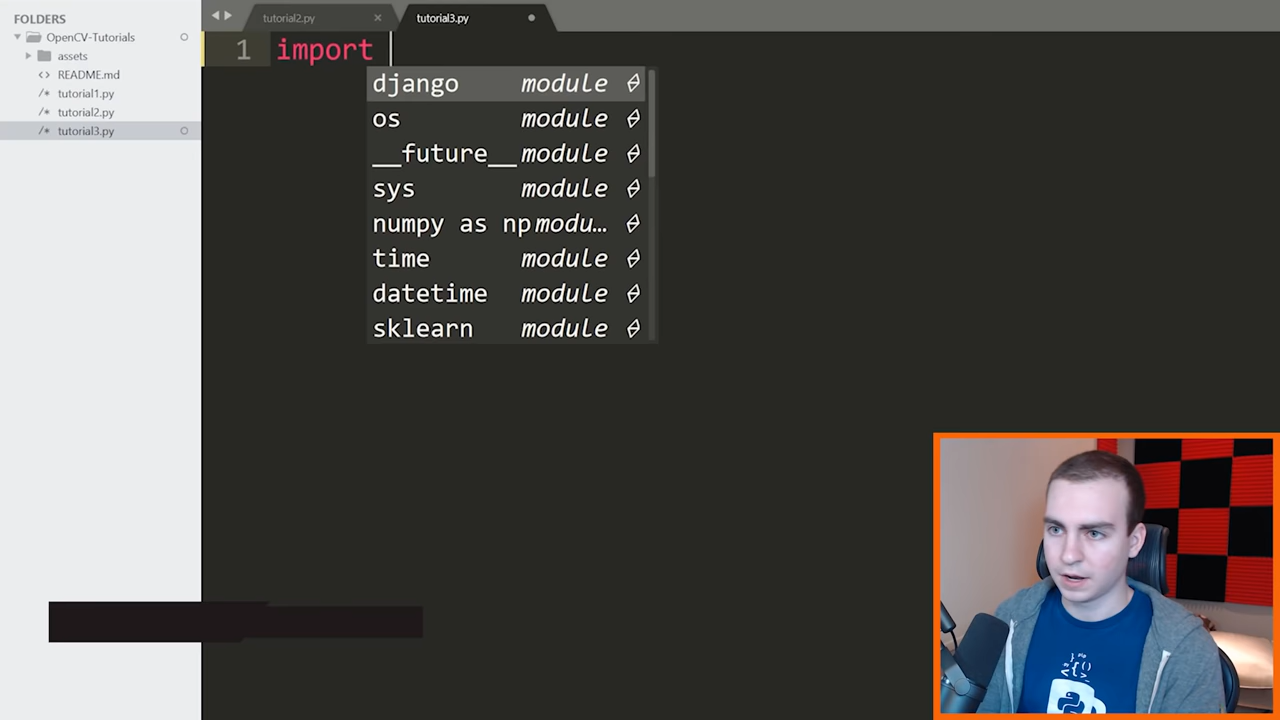 FOLDERS
OpenCV-Tutorials
assets
<> README.md
/* tutorial1.py
/* tutorial2.py
/* tutorial3.py
tutorial2.py ×
tutorial3.py
1 import
django module
os module
__future__ module
sys module
numpy as np modu...
time module
datetime module
sklearn module